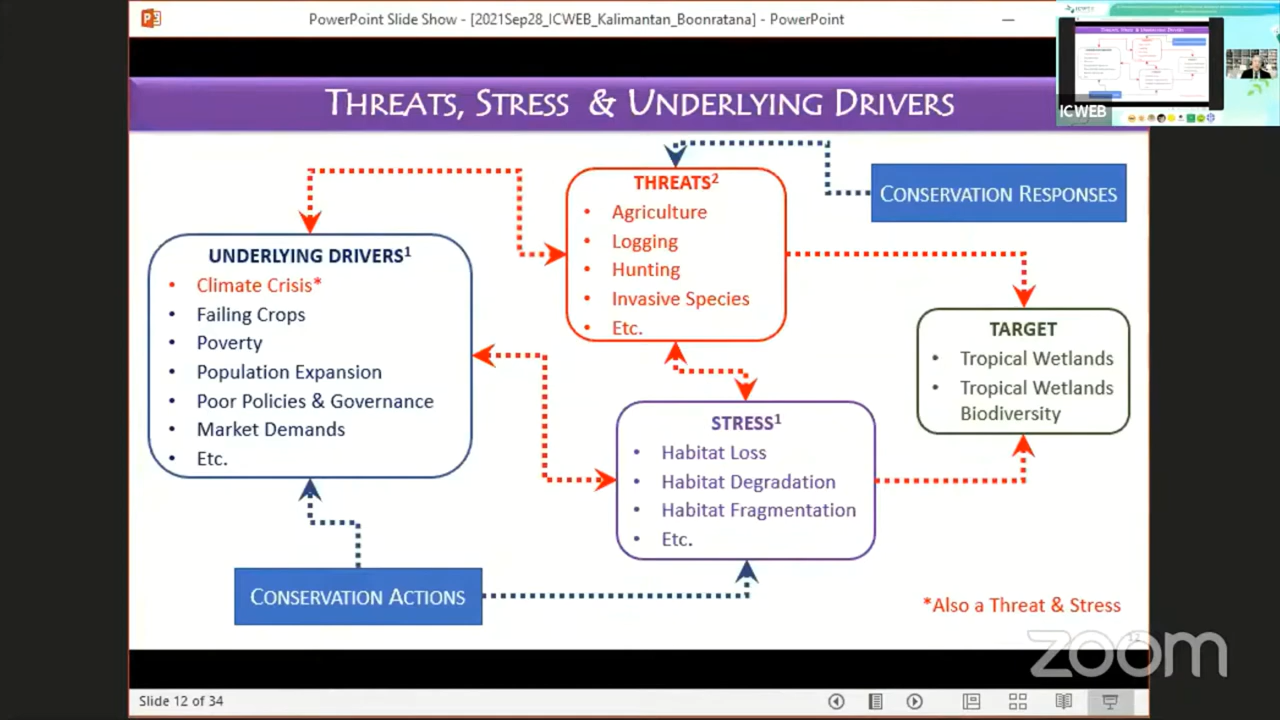 PowerPoint Slide Show - [2021Sep28_ICWEB_Kalimantan_Boonratana] - PowerPoint
THREATS, STRESS & UNDERLYING DRIVERS
ICWEB
THREATS²
• Agriculture
• Logging
• Hunting
• Invasive Species
• Etc.
CONSERVATION RESPONSES
UNDERLYING DRIVERS¹
• Climate Crisis*
• Failing Crops
• Poverty
• Population Expansion
• Poor Policies & Governance
• Market Demands
• Etc.
TARGET
• Tropical Wetlands
• Tropical Wetlands
Biodiversity
STRESS¹
• Habitat Loss
• Habitat Degradation
• Habitat Fragmentation
• Etc.
CONSERVATION ACTIONS
*Also a Threat & Stress
12
zoom
Slide 12 of 34